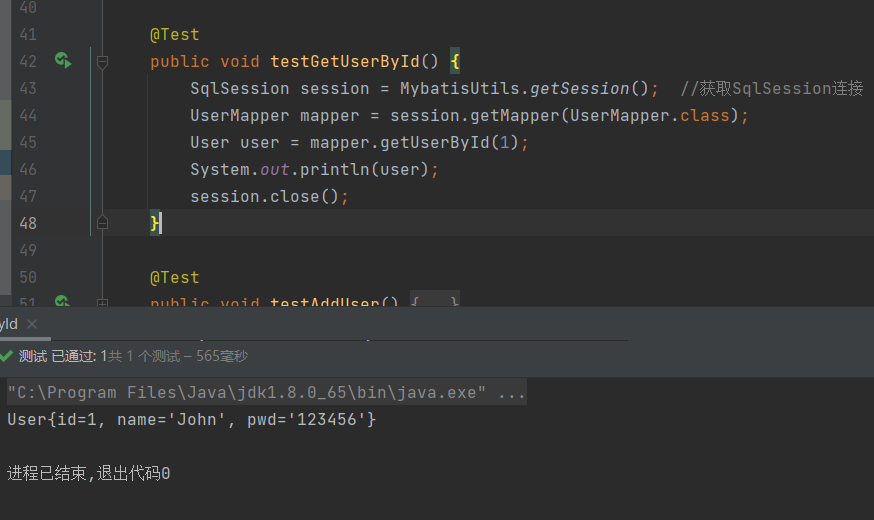 40
41 @Test
42 public void testGetUserById() {
43 SqlSession session = MybatisUtils.getSession(); //获取SqlSession连接
44 UserMapper mapper = session.getMapper(UserMapper.class);
45 User user = mapper.getUserById(1);
46 System.out.println(user);
47 session.close();
48 }
49
50 @Test
51 public void testAddUser() {...}
yId ×
测试 已通过: 1共 1 个测试 – 565毫秒
"C:\Program Files\Java\jdk1.8.0_65\bin\java.exe" ...
User{id=1, name='John', pwd='123456'}
进程已结束,退出代码0